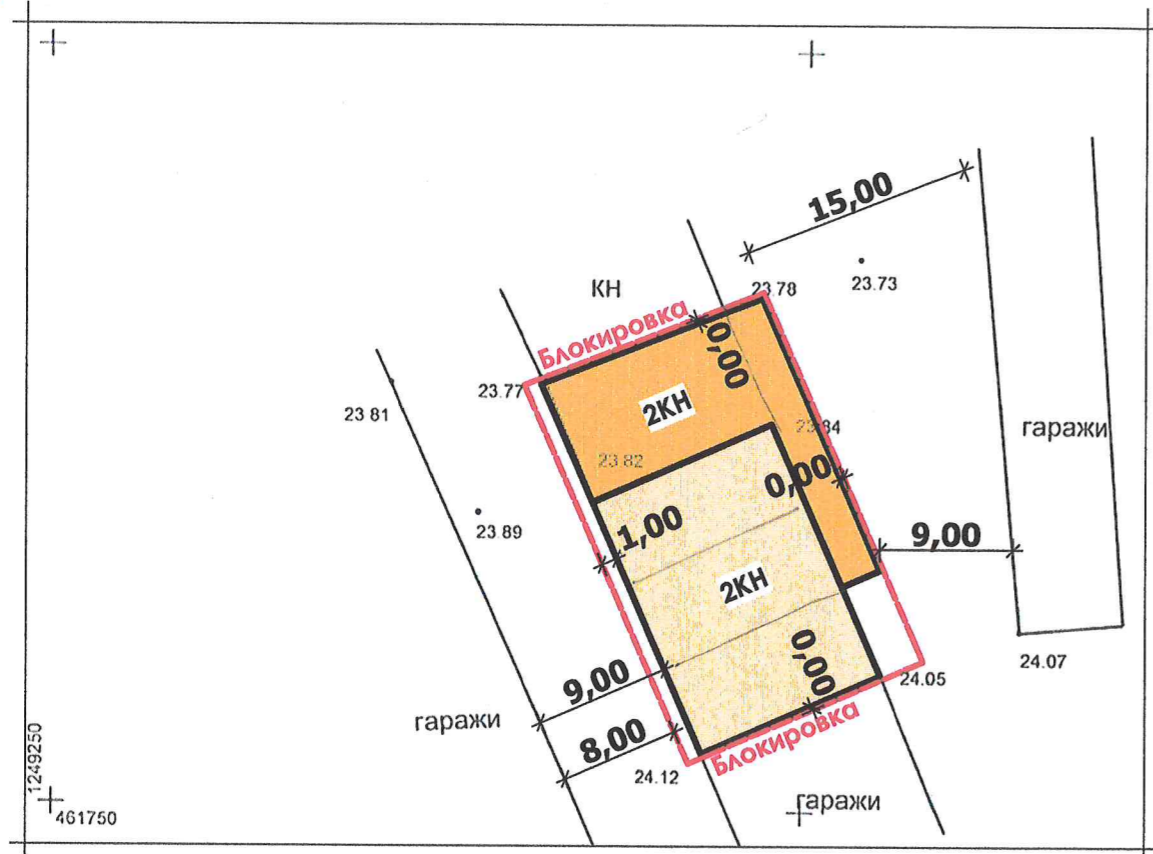 15,00
КН
23.78
23.73
Блокировка
0,00
23.77
2КН
23 81
23.84
гаражи
23 82
0,00
1,00
23 89
9,00
2КН
0,00
24.07
9,00
24.05
гаражи
8,00
Блокировка
24.12
гаражи
1249250
461750